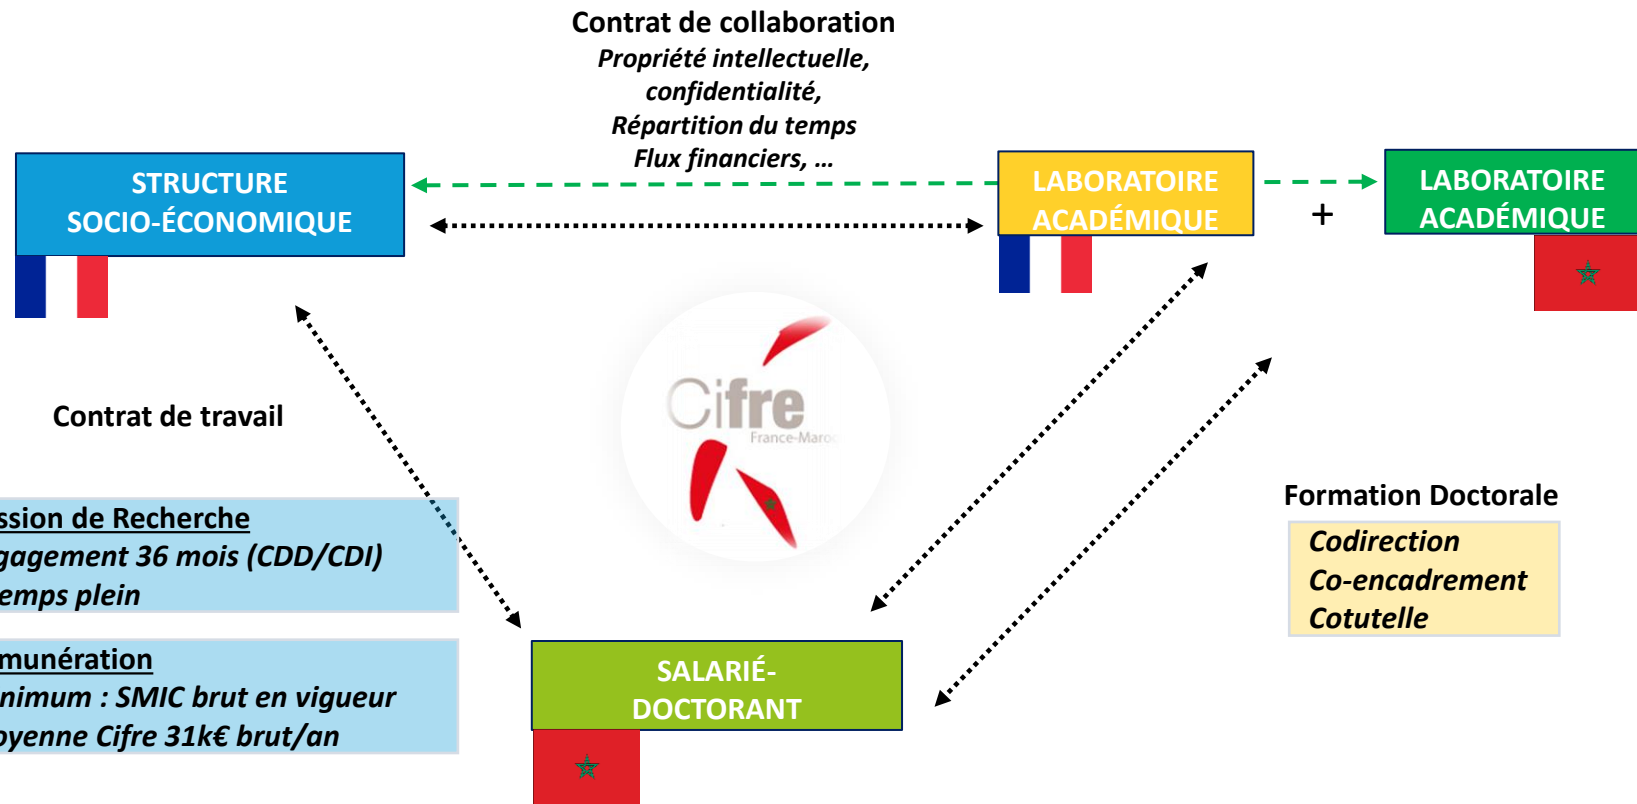 Contrat de collaboration
Propriété intellectuelle,
confidentialité,
Répartition du temps
Flux financiers, ...
STRUCTURE
SOCIO-ÉCONOMIQUE
LABORATOIRE
ACADÉMIQUE
+
LABORATOIRE
ACADÉMIQUE
Cifre
France-Maroc
Contrat de travail
ssion de Recherche
gagement 36 mois (CDD/CDI)
emps plein
munération
nimum : SMIC brut en vigueur
oyenne Cifre 31k€ brut/an
Formation Doctorale
Codirection
Co-encadrement
Cotutelle
SALARIÉ-
DOCTORANT